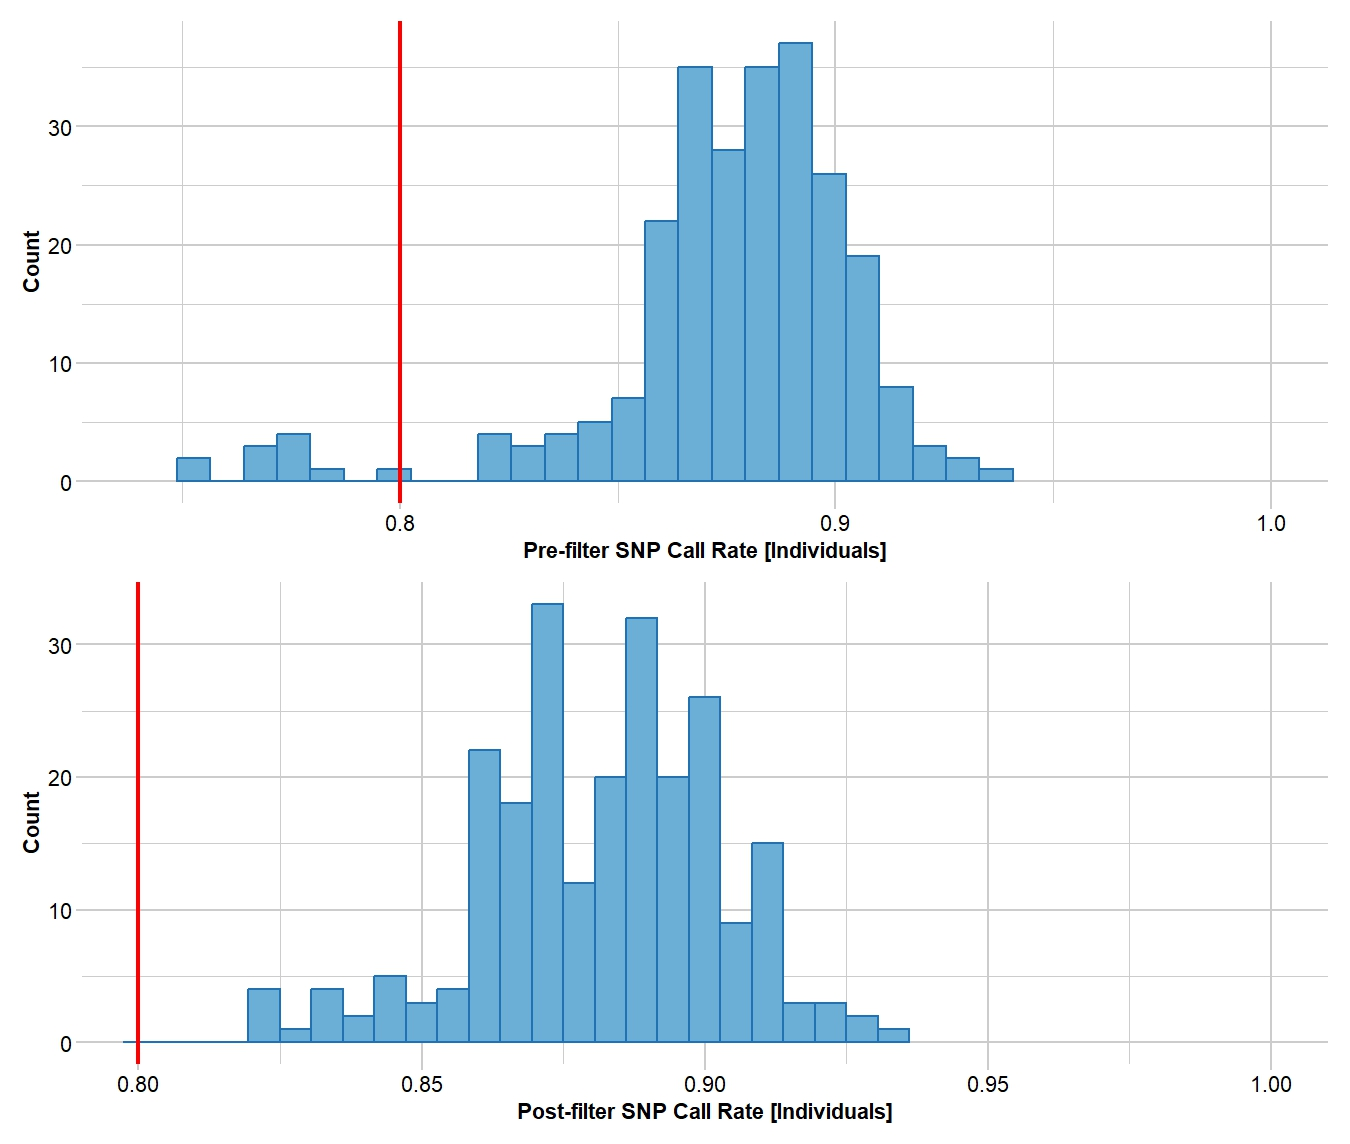 Count
30
20
10
0
0.8 0.9 1.0
Pre-filter SNP Call Rate [Individuals]
Count
30
20
10
0
0.80 0.85 0.90 0.95 1.00
Post-filter SNP Call Rate [Individuals]